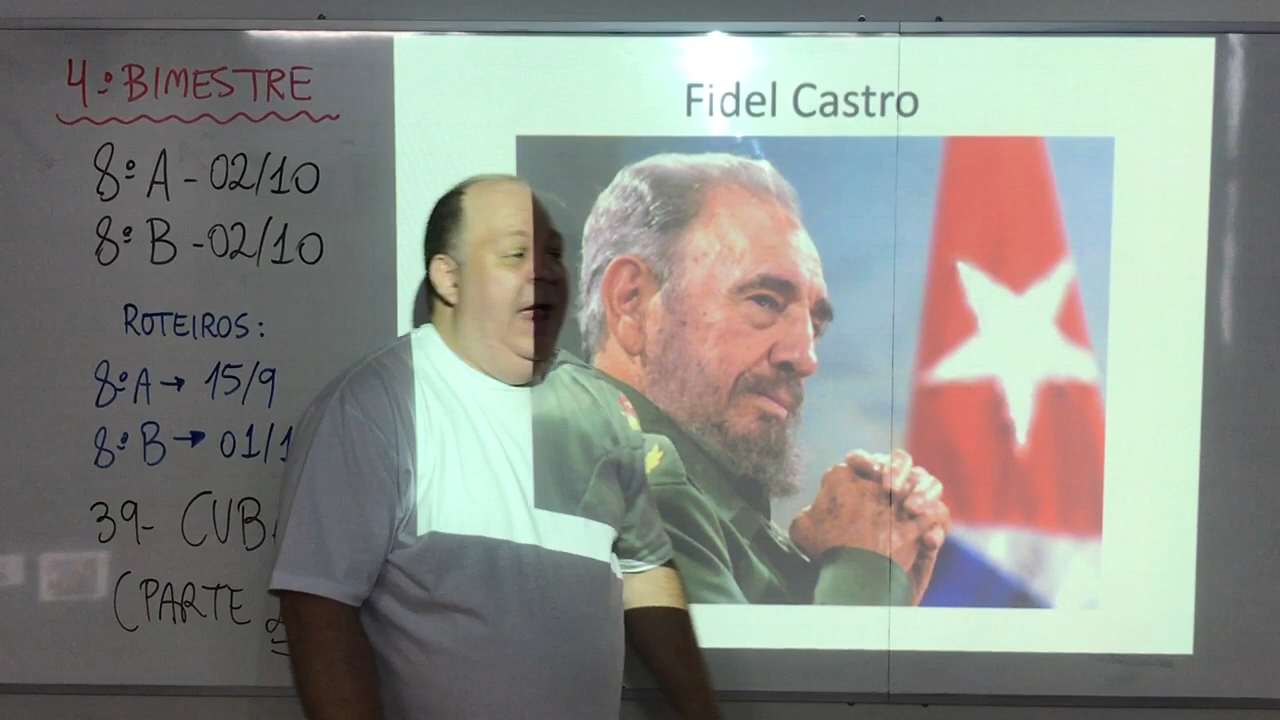 4º BIMESTRE
8º A - 02/10
8º B - 02/10
ROTEIROS:
8º A → 15/9
8º B → 01/1
39- CUB
(PARTE
Fidel Castro